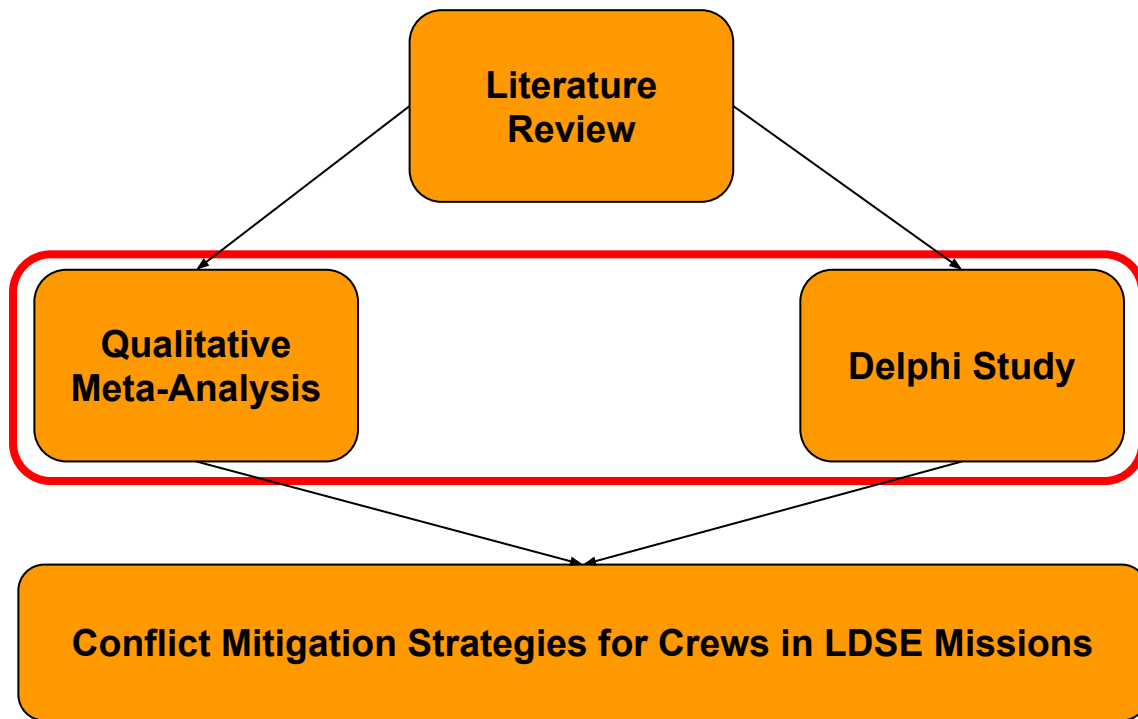 Literature
Review
Qualitative
Meta-Analysis
Delphi Study
Conflict Mitigation Strategies for Crews in LDSE Missions